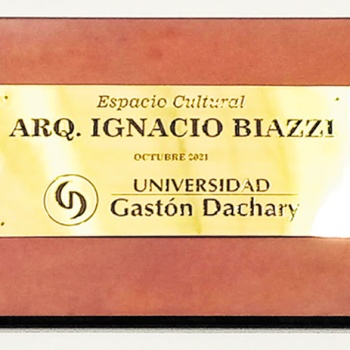 Espacio Cultural
ARQ. IGNACIO BIAZZI
OCTUBRE 2021
UNIVERSIDAD
Gastón Dachary